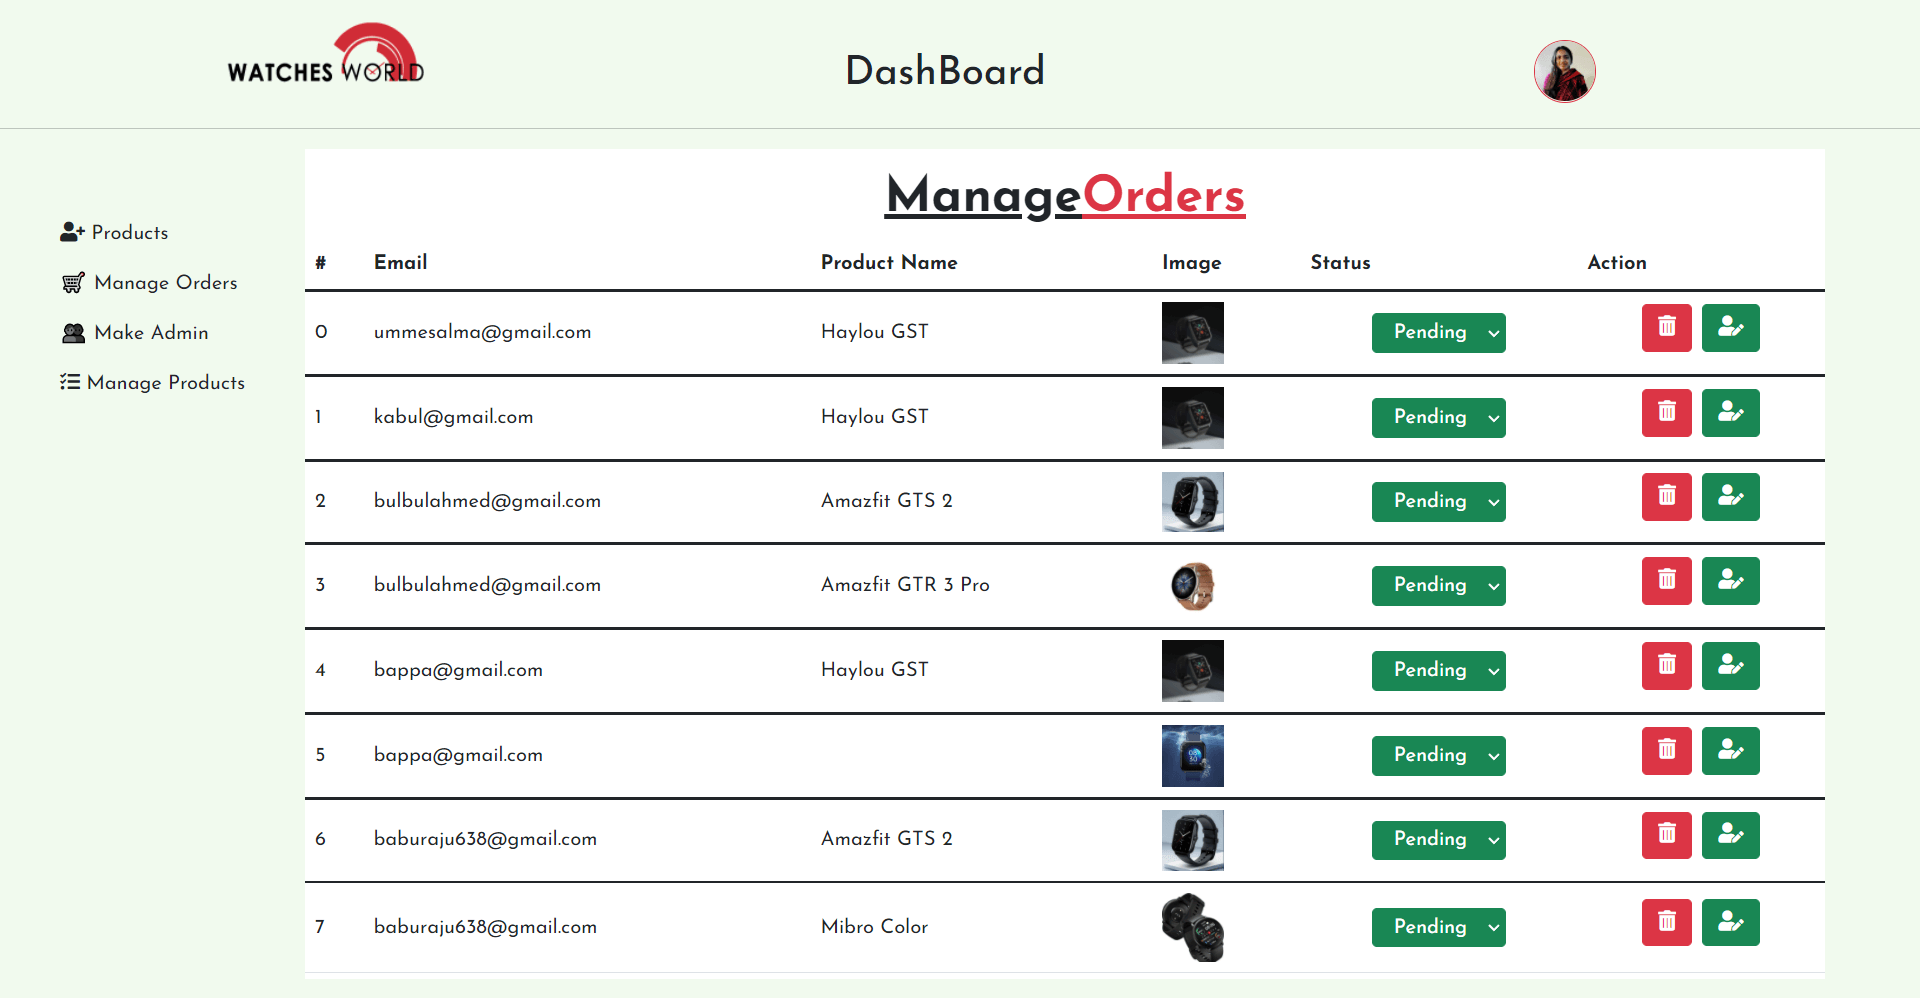 WATCHES WORLD
DashBoard
Products
Manage Orders
Make Admin
Manage Products
ManageOrders
# Email Product Name Image Status Action
0 ummesalma@gmail.com Haylou GST Pending
1 kabul@gmail.com Haylou GST Pending
2 bulbulahmed@gmail.com Amazfit GTS 2 Pending
3 bulbulahmed@gmail.com Amazfit GTR 3 Pro Pending
4 bappa@gmail.com Haylou GST Pending
5 bappa@gmail.com Pending
6 baburaju638@gmail.com Amazfit GTS 2 Pending
7 baburaju638@gmail.com Mibro Color Pending